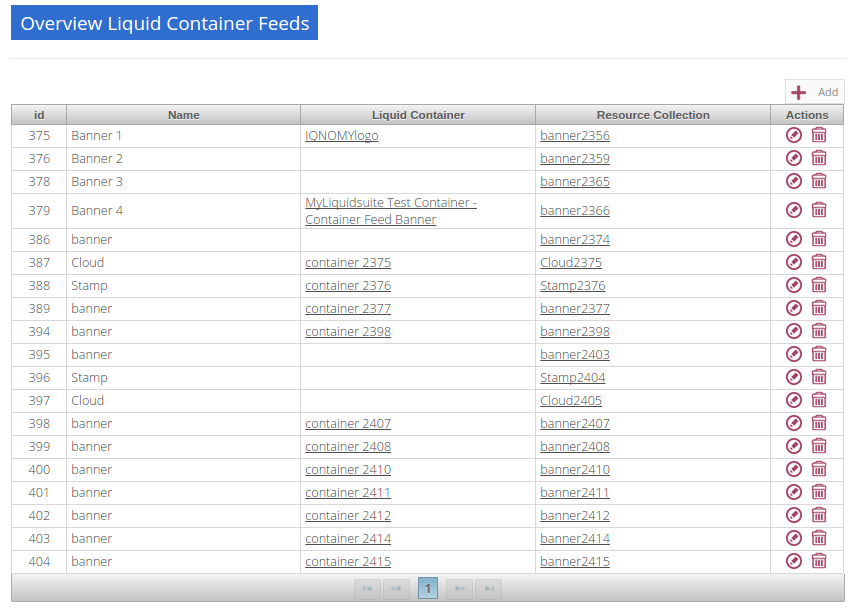 Overview Liquid Container Feeds
Add
id Name Liquid Container Resource Collection Actions
375 Banner 1 IQNOMYlogo banner2356
376 Banner 2 banner2359
378 Banner 3 banner2365
379 Banner 4 MyLiquidsuite Test Container - Container Feed Banner banner2366
386 banner banner2374
387 Cloud container 2375 Cloud2375
388 Stamp container 2376 Stamp2376
389 banner container 2377 banner2377
394 banner container 2398 banner2398
395 banner banner2403
396 Stamp Stamp2404
397 Cloud Cloud2405
398 banner container 2407 banner2407
399 banner container 2408 banner2408
400 banner container 2410 banner2410
401 banner container 2411 banner2411
402 banner container 2412 banner2412
403 banner container 2414 banner2414
404 banner container 2415 banner2415
1